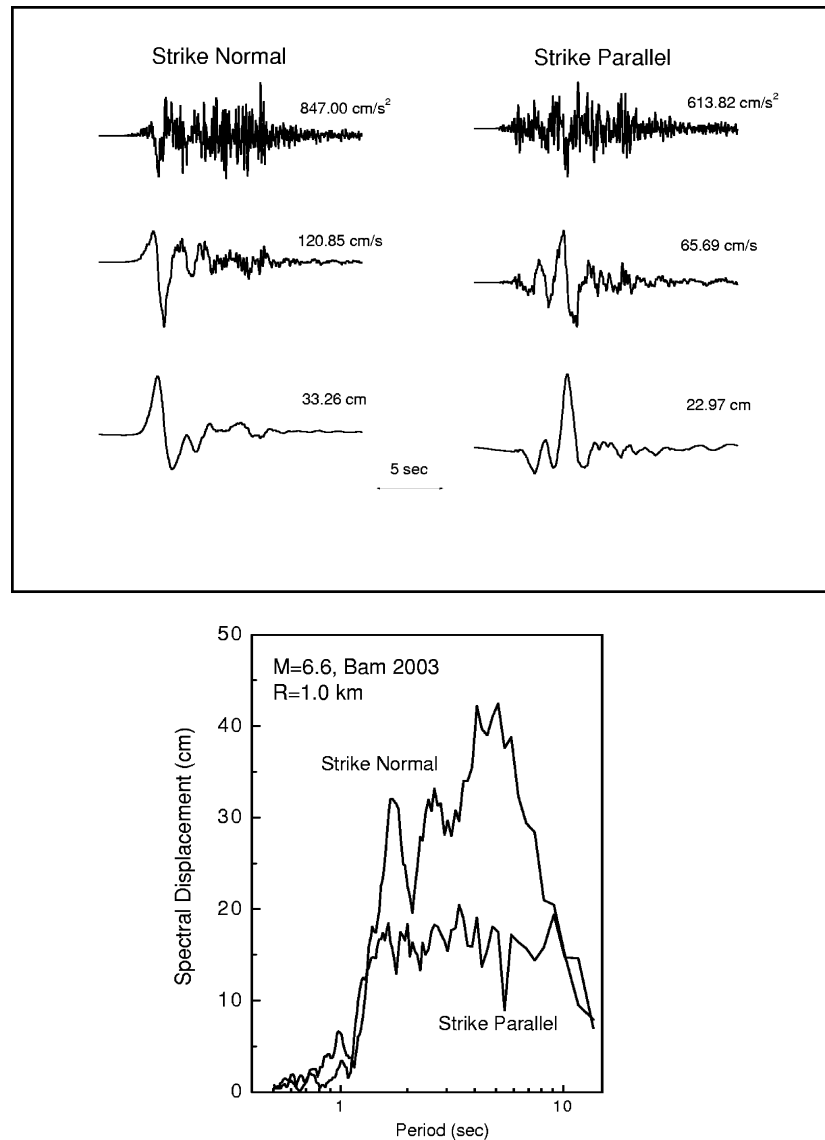 Strike Normal
Strike Parallel
847.00 cm/s²
613.82 cm/s²
120.85 cm/s
65.69 cm/s
33.26 cm
22.97 cm
5 sec
50
40
30
20
10
0
Spectral Displacement (cm)
M=6.6, Bam 2003
R=1.0 km
Strike Normal
Strike Parallel
1
10
Period (sec)